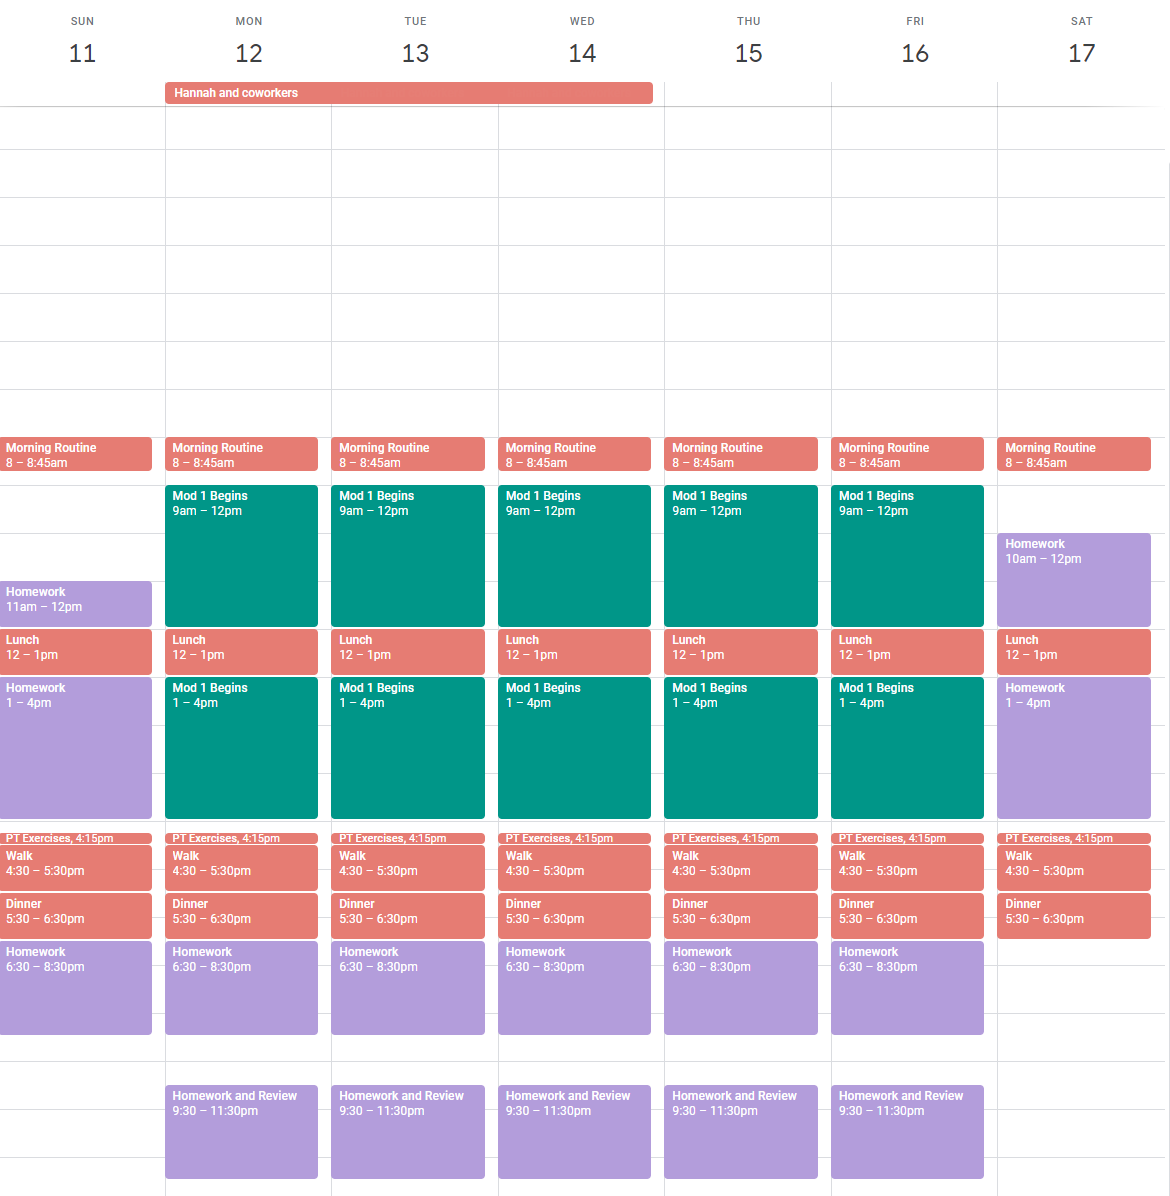 SUN
MON
TUE
WED
THU
FRI
SAT
11
12
13
14
15
16
17
Hannah and coworkers
Morning Routine
8 – 8:45am
Morning Routine
8 – 8:45am
Morning Routine
8 – 8:45am
Morning Routine
8 – 8:45am
Morning Routine
8 – 8:45am
Morning Routine
8 – 8:45am
Morning Routine
8 – 8:45am
Mod 1 Begins
9am – 12pm
Mod 1 Begins
9am – 12pm
Mod 1 Begins
9am – 12pm
Mod 1 Begins
9am – 12pm
Mod 1 Begins
9am – 12pm
Homework
10am – 12pm
Homework
11am – 12pm
Lunch
12 – 1pm
Lunch
12 – 1pm
Lunch
12 – 1pm
Lunch
12 – 1pm
Lunch
12 – 1pm
Lunch
12 – 1pm
Lunch
12 – 1pm
Homework
1 – 4pm
Mod 1 Begins
1 – 4pm
Mod 1 Begins
1 – 4pm
Mod 1 Begins
1 – 4pm
Mod 1 Begins
1 – 4pm
Mod 1 Begins
1 – 4pm
Homework
1 – 4pm
PT Exercises, 4:15pm
PT Exercises, 4:15pm
PT Exercises, 4:15pm
PT Exercises, 4:15pm
PT Exercises, 4:15pm
PT Exercises, 4:15pm
PT Exercises, 4:15pm
Walk
4:30 – 5:30pm
Walk
4:30 – 5:30pm
Walk
4:30 – 5:30pm
Walk
4:30 – 5:30pm
Walk
4:30 – 5:30pm
Walk
4:30 – 5:30pm
Walk
4:30 – 5:30pm
Dinner
5:30 – 6:30pm
Dinner
5:30 – 6:30pm
Dinner
5:30 – 6:30pm
Dinner
5:30 – 6:30pm
Dinner
5:30 – 6:30pm
Dinner
5:30 – 6:30pm
Dinner
5:30 – 6:30pm
Homework
6:30 – 8:30pm
Homework
6:30 – 8:30pm
Homework
6:30 – 8:30pm
Homework
6:30 – 8:30pm
Homework
6:30 – 8:30pm
Homework
6:30 – 8:30pm
Homework and Review
9:30 – 11:30pm
Homework and Review
9:30 – 11:30pm
Homework and Review
9:30 – 11:30pm
Homework and Review
9:30 – 11:30pm
Homework and Review
9:30 – 11:30pm